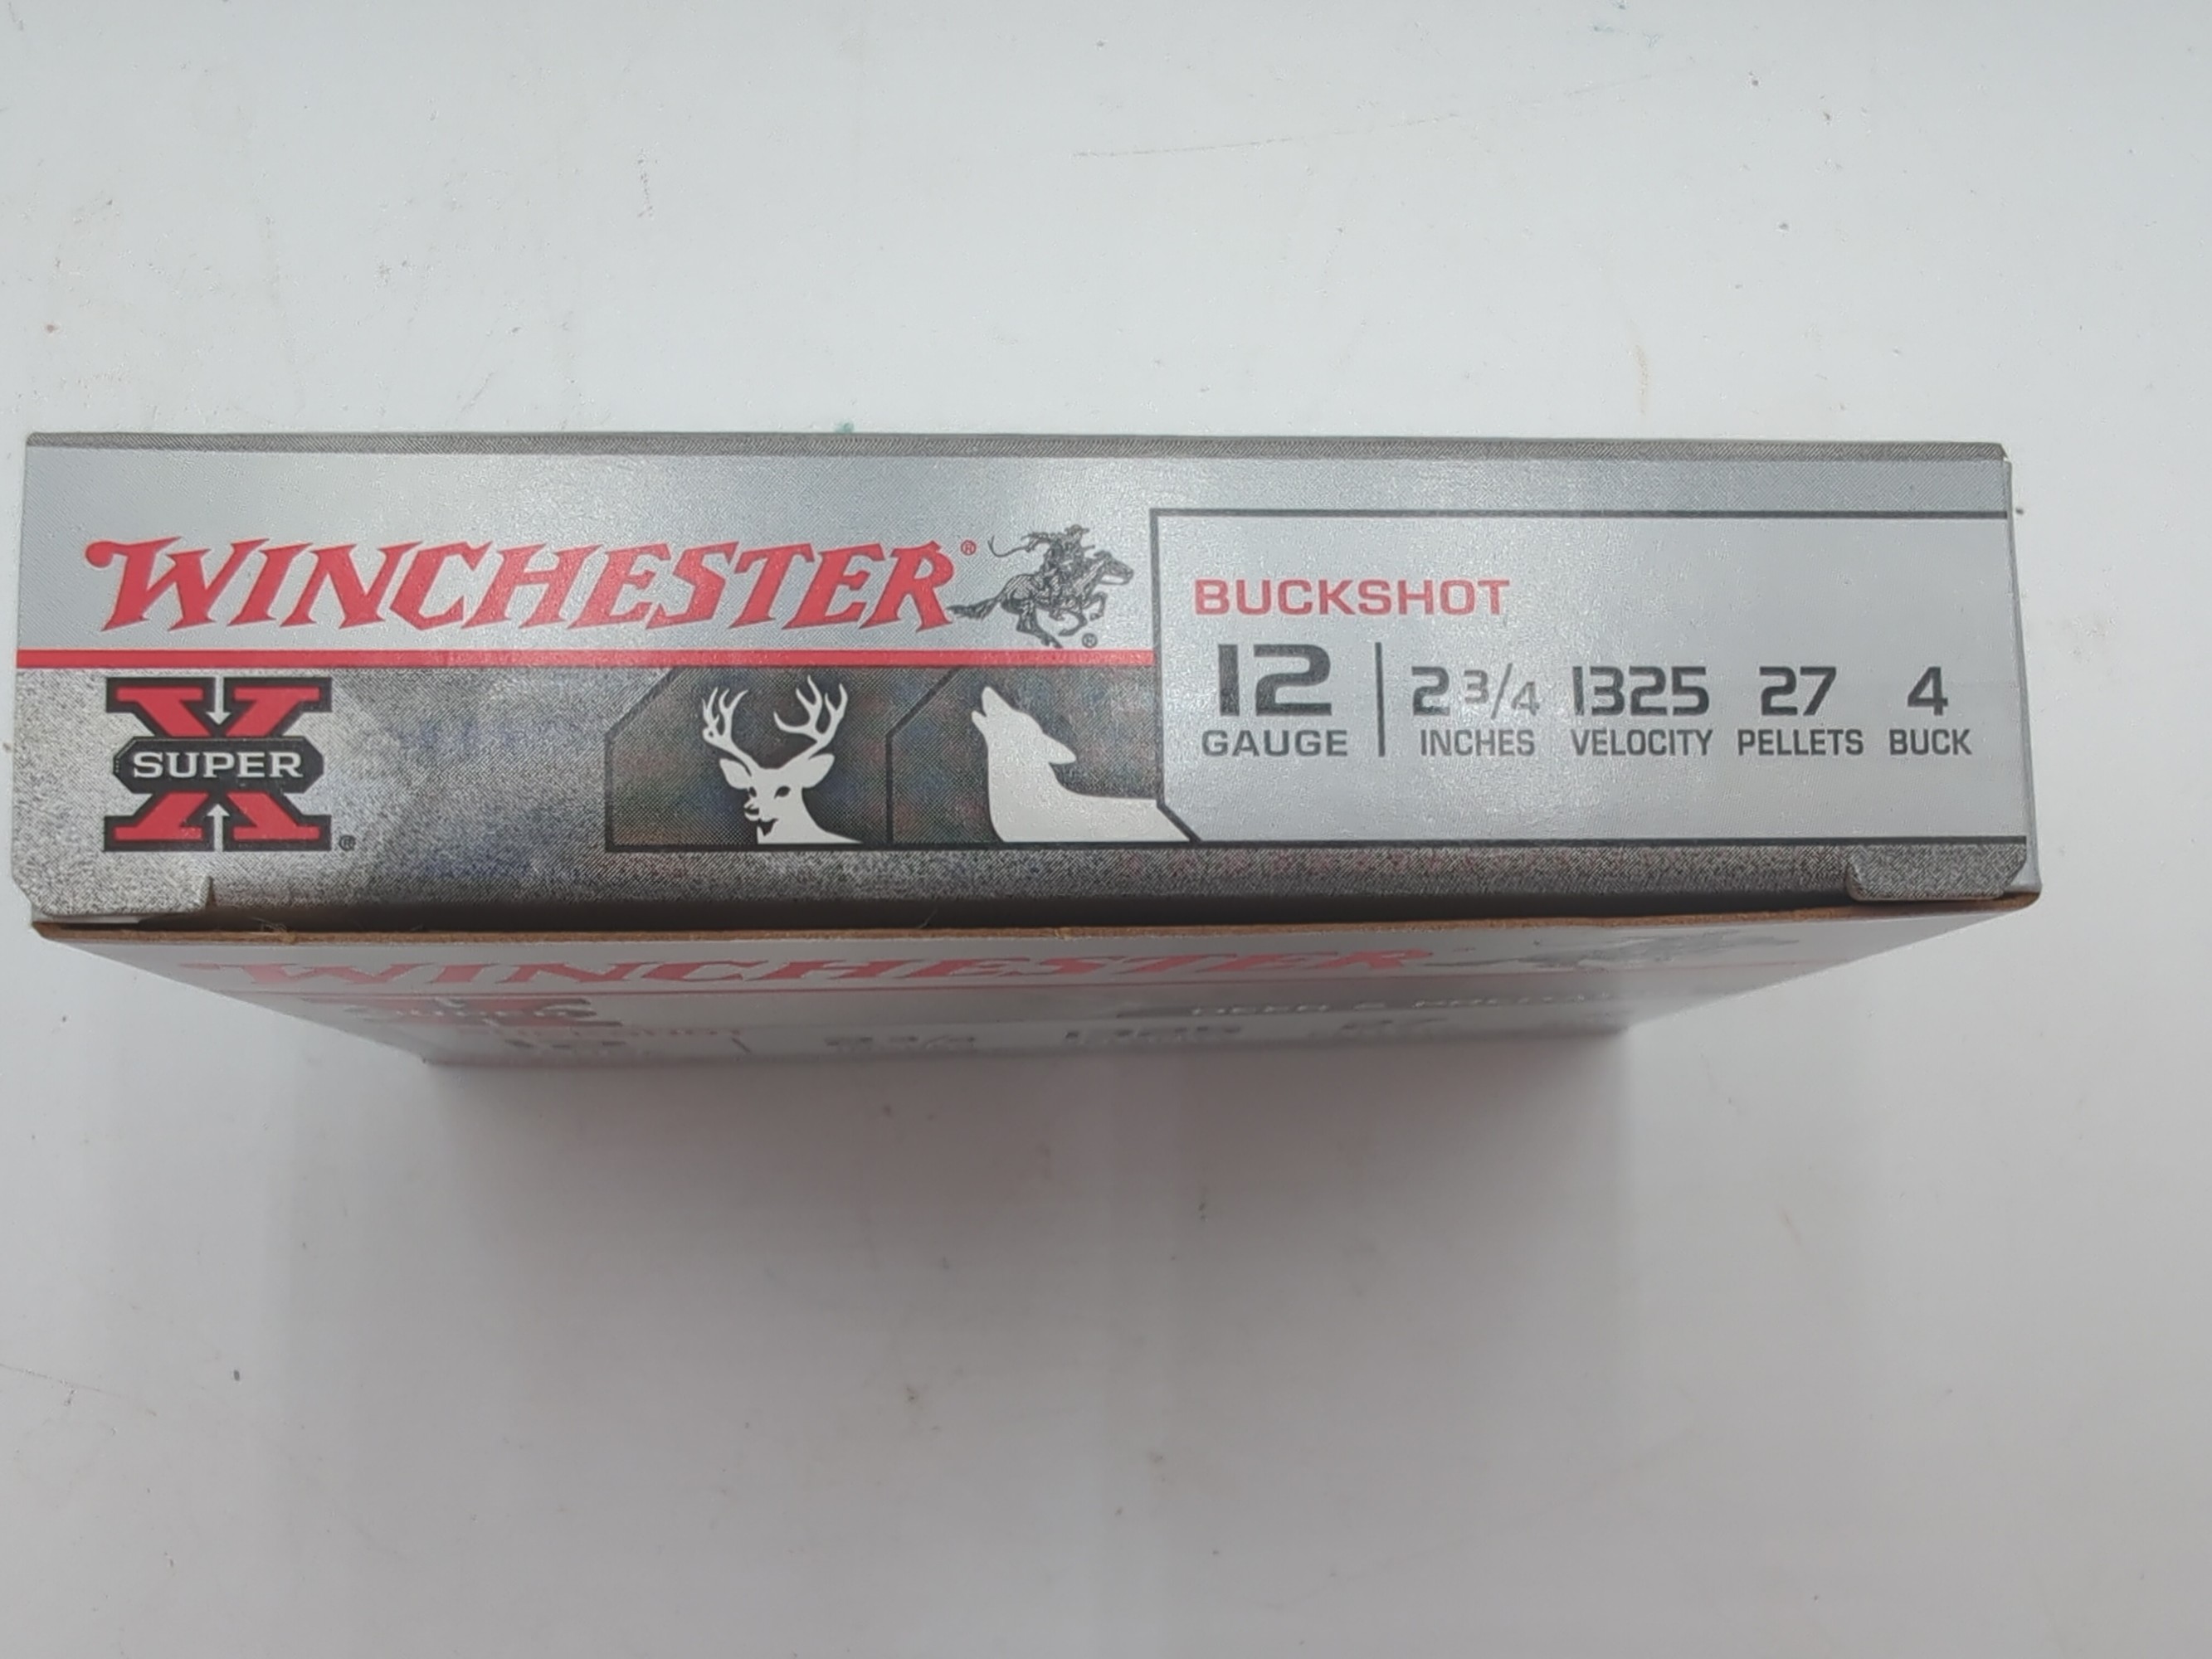 WINCHESTER®
®
SUPER X
®
BUCKSHOT
12 GAUGE | 2 3/4 INCHES 1325 VELOCITY 27 PELLETS 4 BUCK
WINCHESTER